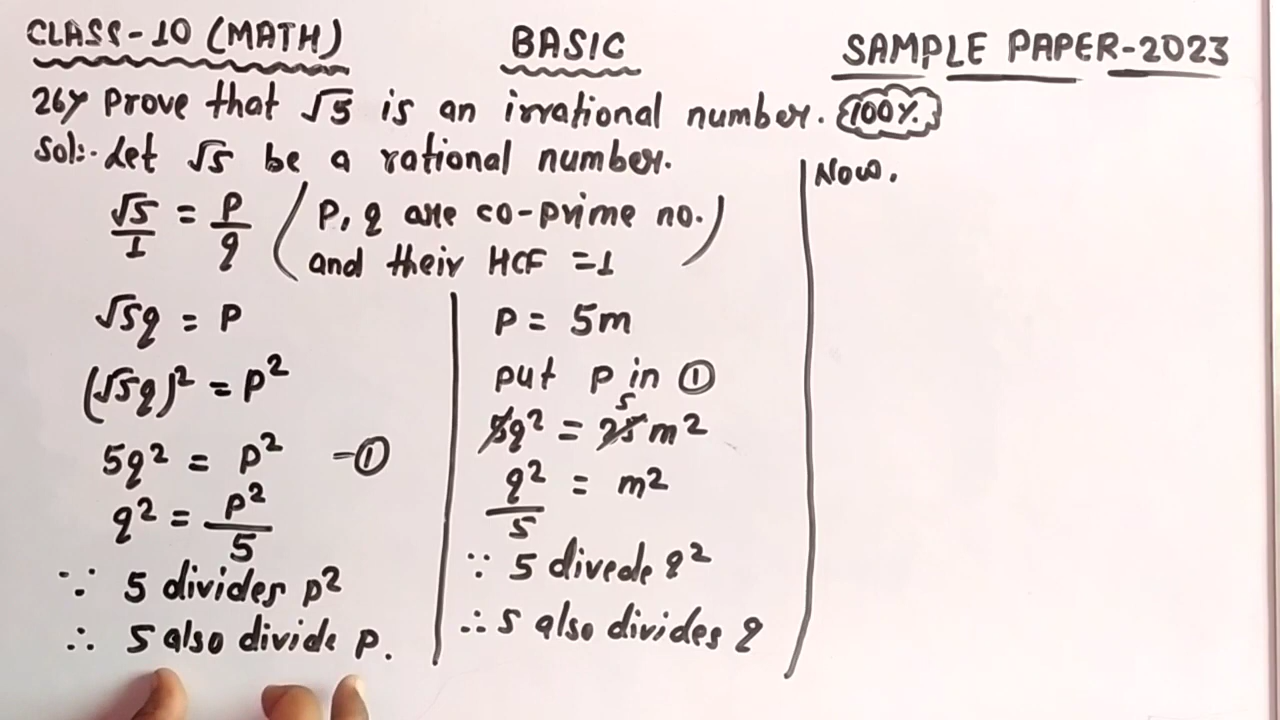 CLASS-10 (MATH)
BASIC
SAMPLE PAPER-2023
26> Prove that √5 is an irrational number. 100%.
Sol:- Let √5 be a rational number.
√5/1 = P/q (P, q are co-prime no.
and their HCF = 1)
√5q = P
(√5q)² = p²
5q² = p² -①
q² = p²/5
∵ 5 divides p²
∴ 5 also divide p.
P = 5m
put p in ①
5q² = 25 5 m²
q²/5 = m²
∵ 5 divede q²
∴ 5 also divides q
Now.